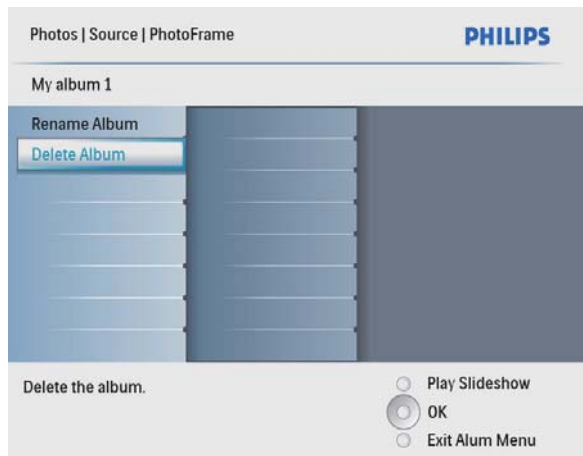 Photos | Source | PhotoFrame
PHILIPS
My album 1
Rename Album
Delete Album
Delete the album.
Play Slideshow
OK
Exit Alum Menu